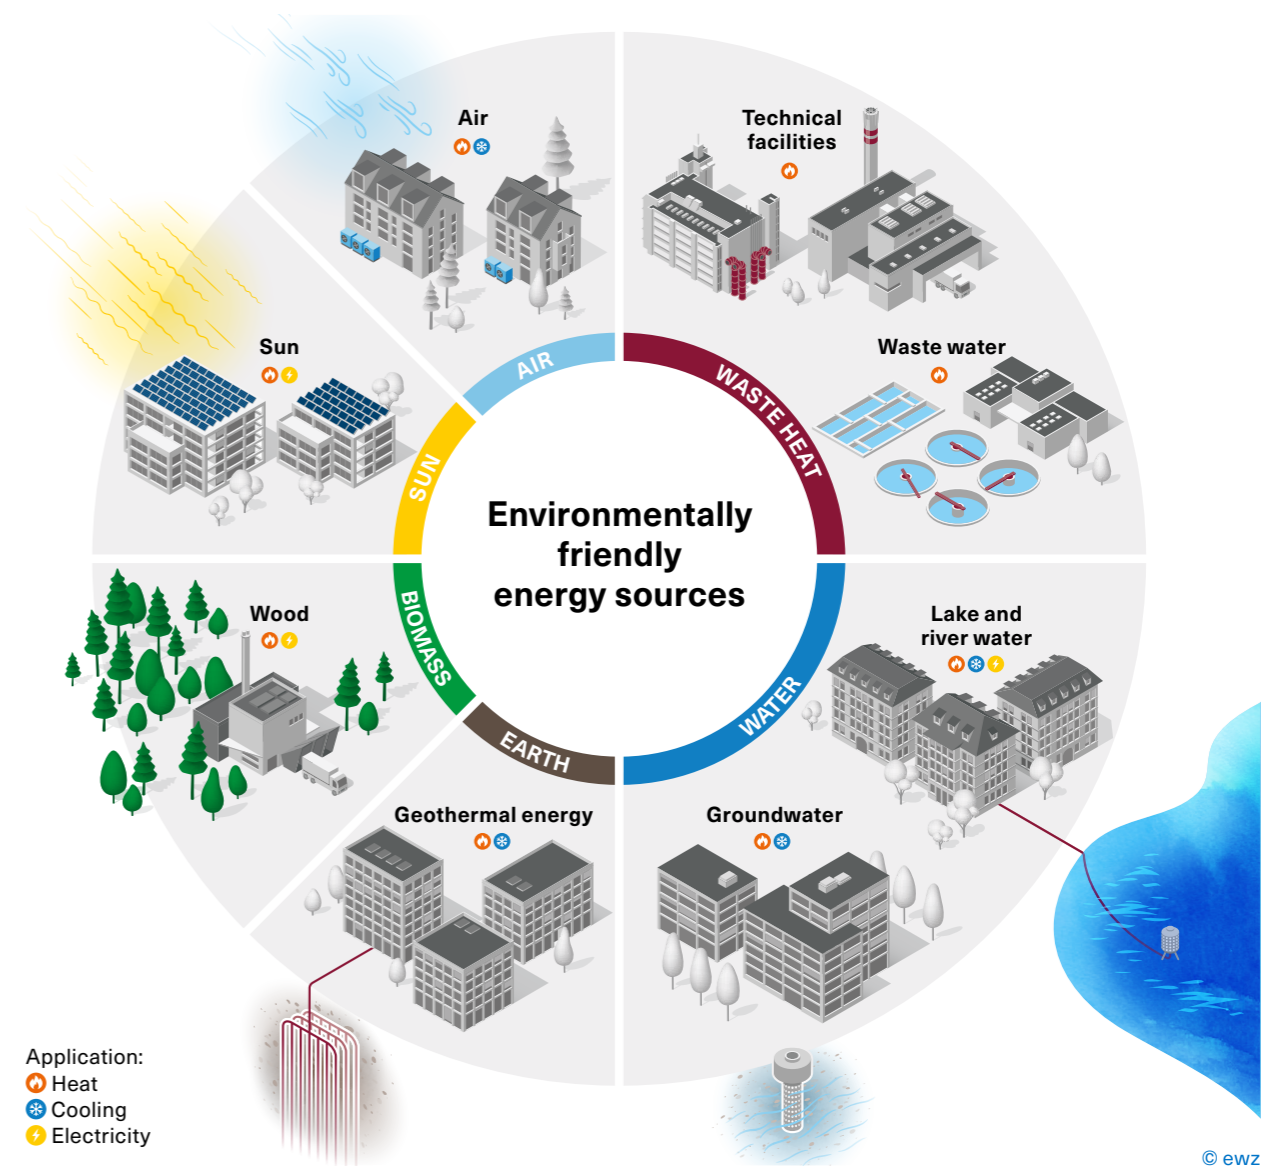 Air
Technical
facilities
Sun
Waste water
AIR
WASTE HEAT
SUN
Environmentally
friendly
energy sources
BIOMASS
WATER
EARTH
Wood
Lake and
river water
Geothermal energy
Groundwater
Application:
Heat
Cooling
Electricity
© ewz